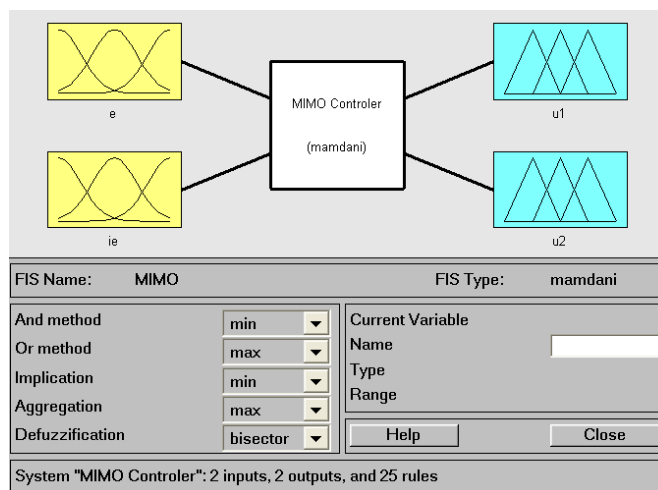 e
MIMO Controler
(mamdani)
u1
ie
u2
FIS Name: MIMO FIS Type: mamdani
And method min
Or method max
Implication min
Aggregation max
Defuzzification bisector
Current Variable
Name
Type
Range
Help Close
System "MIMO Controler": 2 inputs, 2 outputs, and 25 rules